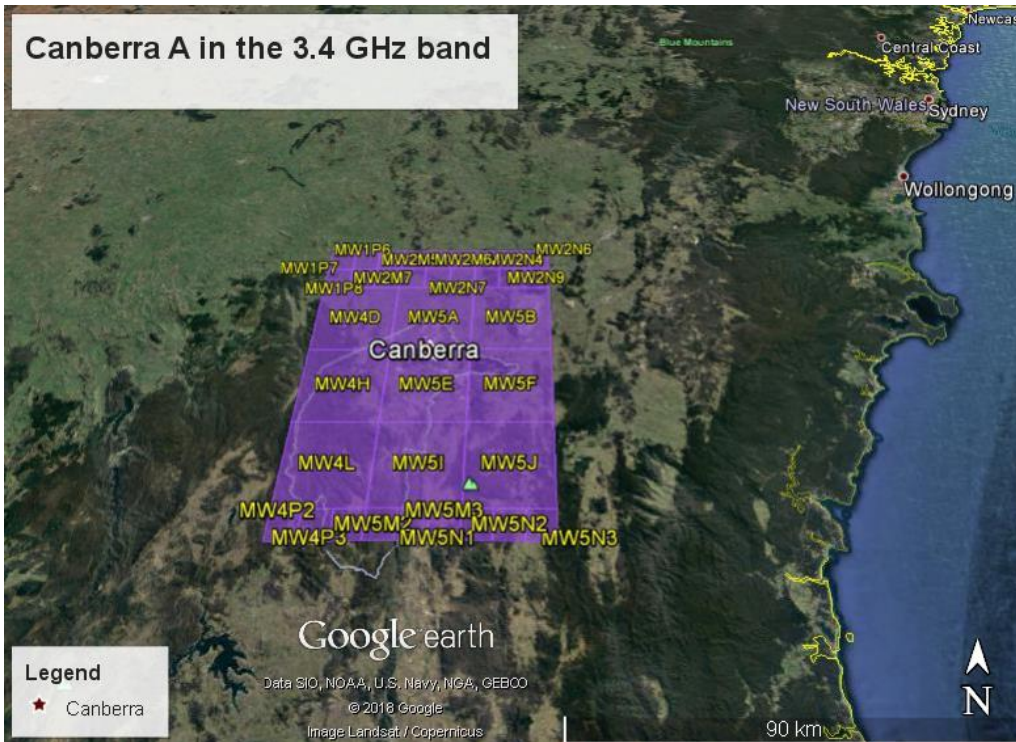 Canberra A in the 3.4 GHz band
Newcas
Central Coast
Blue Mountains
New South Wales
Sydney
Wollongong
MW1P6
MW2M6
MW2N4
MW2N6
MW1P7
MW2M7
MW2N9
MW1P8
MW2N7
MW4D
MW5A
MW5B
Canberra
MW4H
MW5E
MW5F
MW4L
MW5I
MW5J
MW4P2
MW5M3
MW5M2
MW5N2
MW4P3
MW5N1
MW5N3
Google earth
Data SIO, NOAA, U.S. Navy, NGA, GEBCO
© 2018 Google
Image Landsat / Copernicus
Legend
Canberra
90 km
N